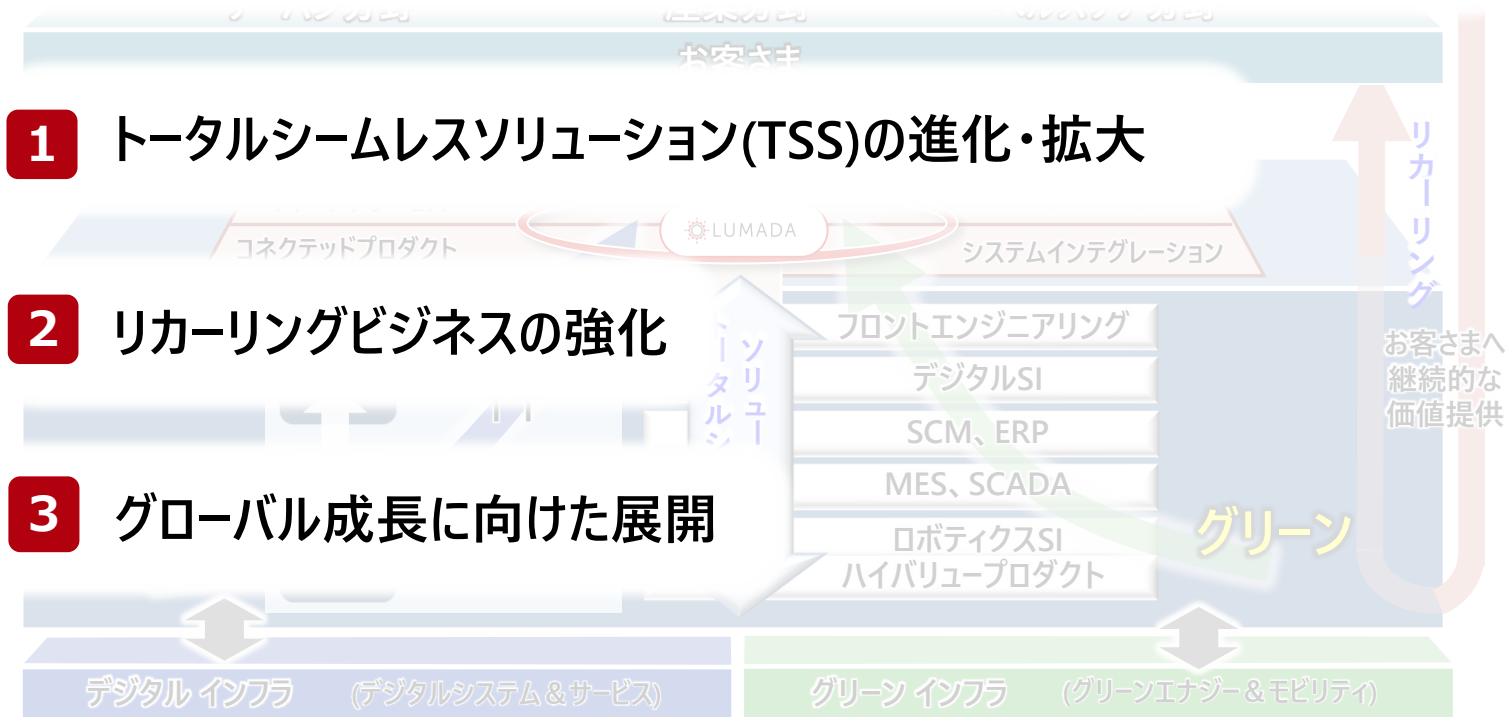 お客さま
1 トータルシームレスソリューション(TSS)の進化・拡大
LUMADA
コネクテッドプロダクト
システムインテグレーション
リカーリング
2 リカーリングビジネスの強化
フロントエンジニアリング
お客さまへ
継続的な
価値提供
デジタルSI
SCM、ERP
MES、SCADA
3 グローバル成長に向けた展開
ロボティクスSI
ハイバリュープロダクト
グリーン
デジタル インフラ (デジタルシステム＆サービス)
グリーン インフラ (グリーンエナジー＆モビリティ)